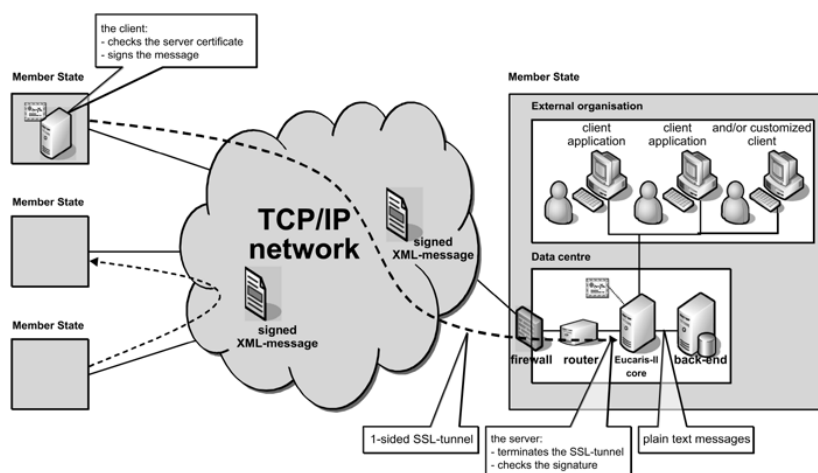 the client:
- checks the server certificate
- signs the message
Member State
Member State
External organisation
client
application
client
application
and/or customized
client
Member State
TCP/IP
network
signed
XML-message
signed
XML-message
Data centre
Member State
firewall
router
Eucaris-II
core
back-end
1-sided SSL-tunnel
the server:
- terminates the SSL-tunnel
- checks the signature
plain text messages